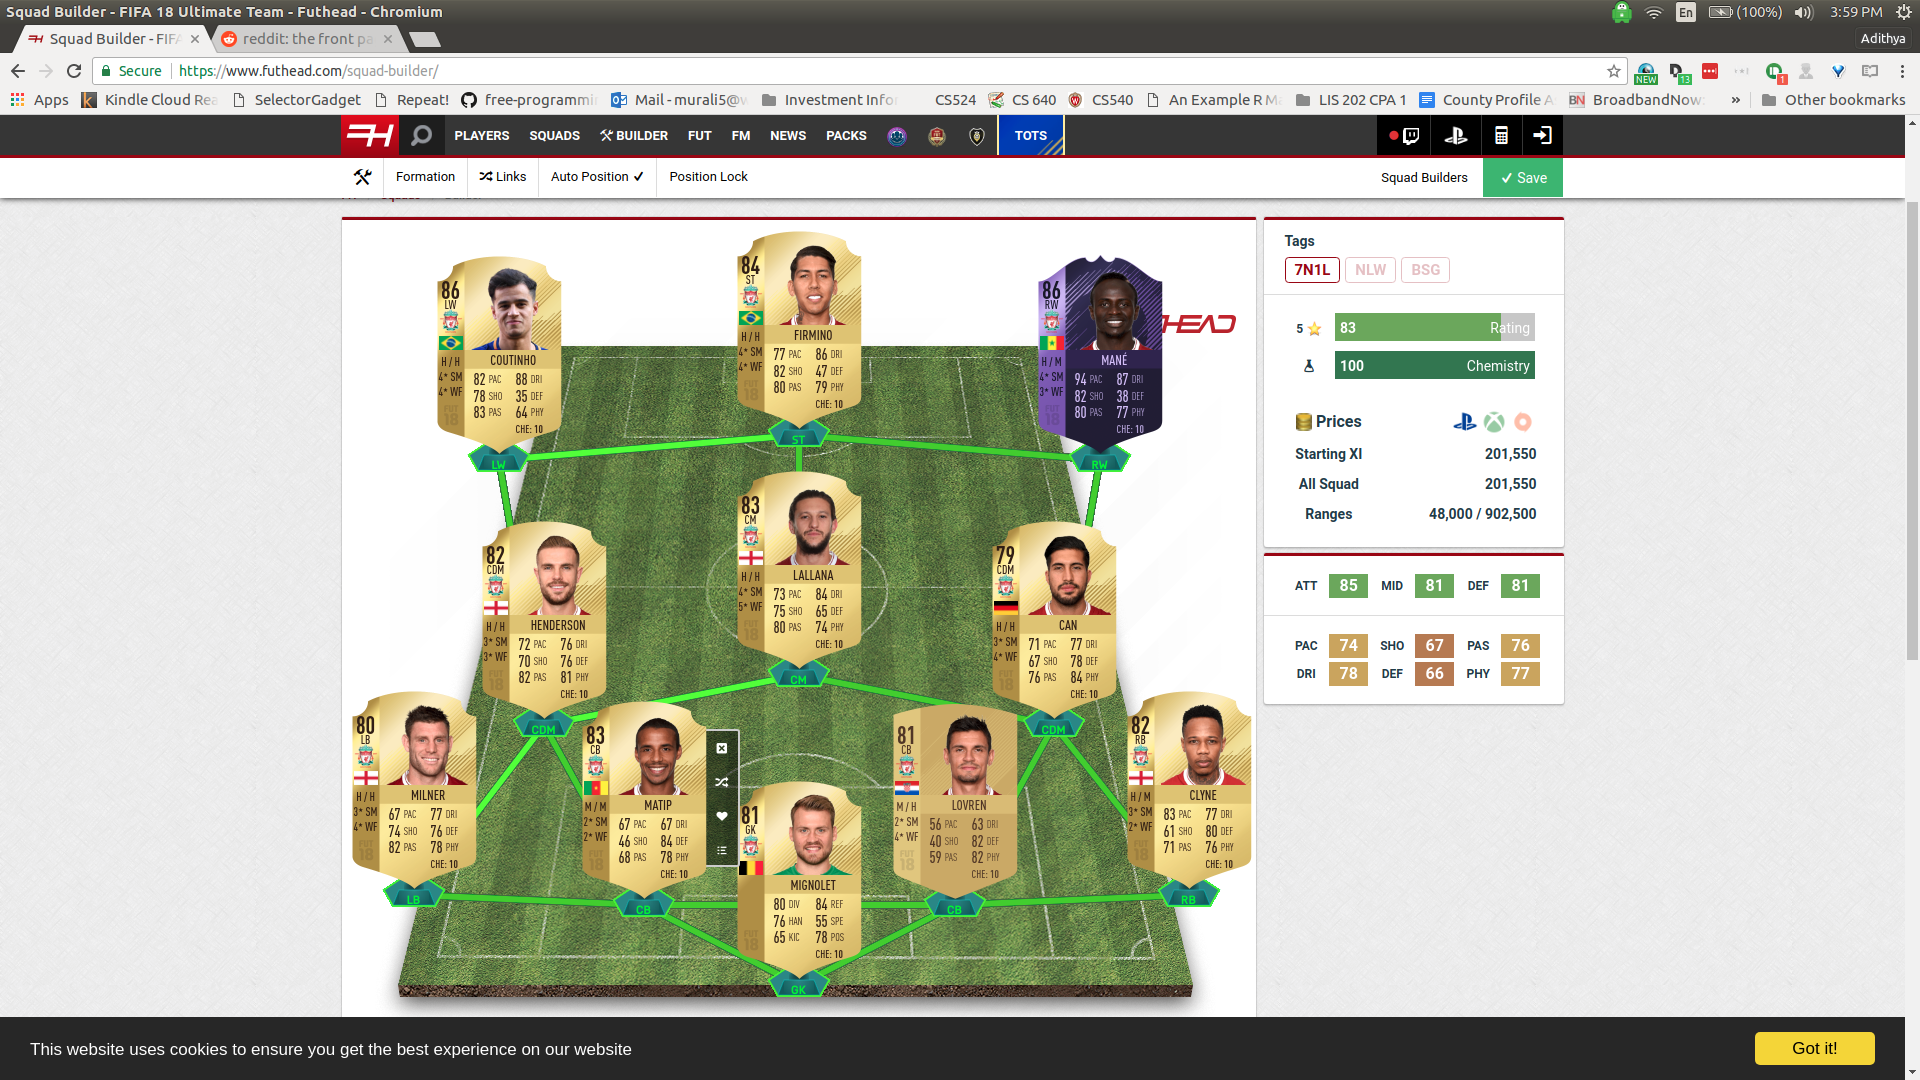 Squad Builder - FIFA 18 Ultimate Team - Futhead - Chromium
En (100%) 3:59 PM
Squad Builder - FIFA reddit: the front pa Adithya
Secure https://www.futhead.com/squad-builder/ NEW 13 1
Apps Kindle Cloud Rea SelectorGadget Repeat! free-programmi Mail - murali5@w Investment Infor CS524 CS 640 CS540 An Example R Ma LIS 202 CPA 1 County Profile A BroadbandNow: » Other bookmarks
PLAYERS SQUADS BUILDER FUT FM NEWS PACKS TOTS
Formation Links Auto Position ✓ Position Lock Squad Builders ✓ Save
Tags
7N1L NLW BSG
5 83 Rating
100 Chemistry
Prices
Starting XI 201,550
All Squad 201,550
Ranges 48,000 / 902,500
ATT 85 MID 81 DEF 81
PAC 74 SHO 67 PAS 76
DRI 78 DEF 66 PHY 77
HEAD
86
LW
H / H
4* SM
4* WF
COUTINHO
82 PAC 88 DRI
78 SHO 35 DEF
83 PAS 64 PHY
CHE: 10
LW
84
ST
H / H
4* SM
4* WF
FIRMINO
77 PAC 86 DRI
82 SHO 47 DEF
80 PAS 79 PHY
CHE: 10
ST
86
RW
H / M
4* SM
3* WF
MANÉ
94 PAC 87 DRI
82 SHO 38 DEF
80 PAS 77 PHY
CHE: 10
RW
82
CDM
H / H
3* SM
3* WF
HENDERSON
72 PAC 76 DRI
70 SHO 76 DEF
82 PAS 81 PHY
CHE: 10
CDM
83
CM
H / H
4* SM
5* WF
LALLANA
73 PAC 84 DRI
75 SHO 65 DEF
80 PAS 74 PHY
CHE: 10
CM
79
CDM
H / H
3* SM
4* WF
CAN
71 PAC 77 DRI
67 SHO 78 DEF
76 PAS 84 PHY
CHE: 10
CDM
80
LB
H / H
3* SM
4* WF
MILNER
67 PAC 77 DRI
74 SHO 76 DEF
82 PAS 78 PHY
CHE: 10
LB
83
CB
M / M
2* SM
2* WF
MATIP
67 PAC 67 DRI
46 SHO 84 DEF
68 PAS 78 PHY
CHE: 10
CB
81
GK
MIGNOLET
80 DIV 84 REF
76 HAN 55 SPE
65 KIC 78 POS
CHE: 10
GK
81
CB
M / H
2* SM
4* WF
LOVREN
56 PAC 63 DRI
40 SHO 82 DEF
59 PAS 82 PHY
CHE: 10
CB
82
RB
H / M
3* SM
2* WF
CLYNE
83 PAC 77 DRI
61 SHO 80 DEF
71 PAS 76 PHY
CHE: 10
RB
This website uses cookies to ensure you get the best experience on our website
Got it!